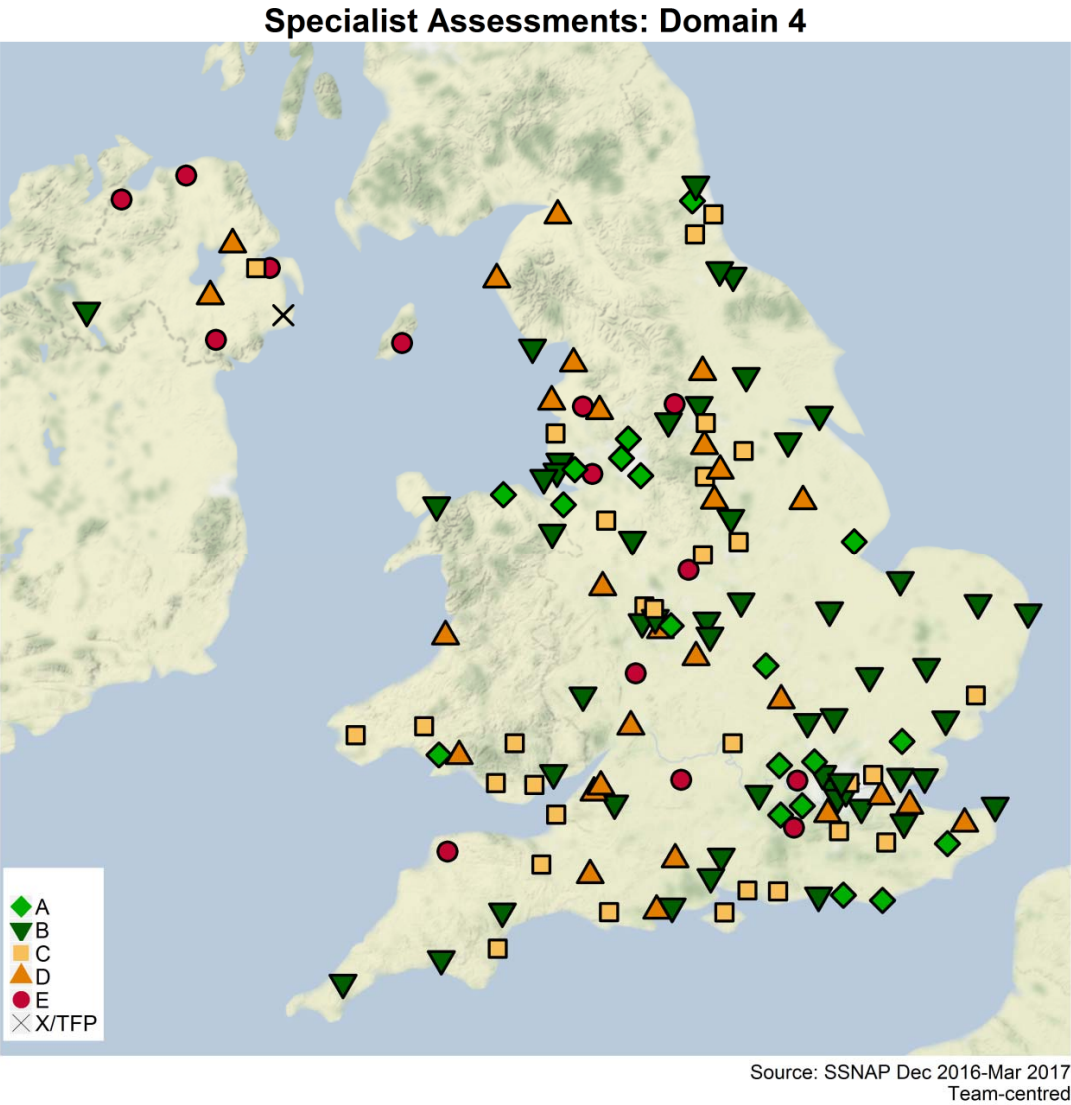 Specialist Assessments: Domain 4
A
B
C
D
E
X/TFP
Source: SSNAP Dec 2016-Mar 2017
Team-centred